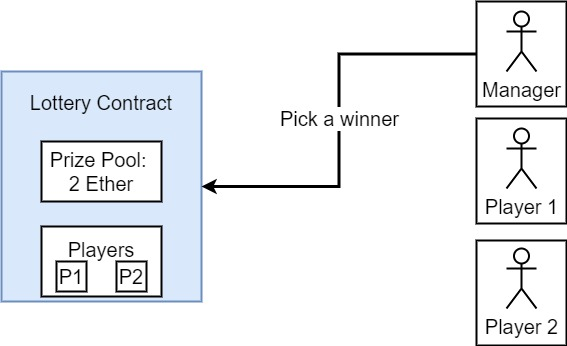 Lottery Contract
Prize Pool:
2 Ether
Players
P1 P2
Pick a winner
Manager
Player 1
Player 2